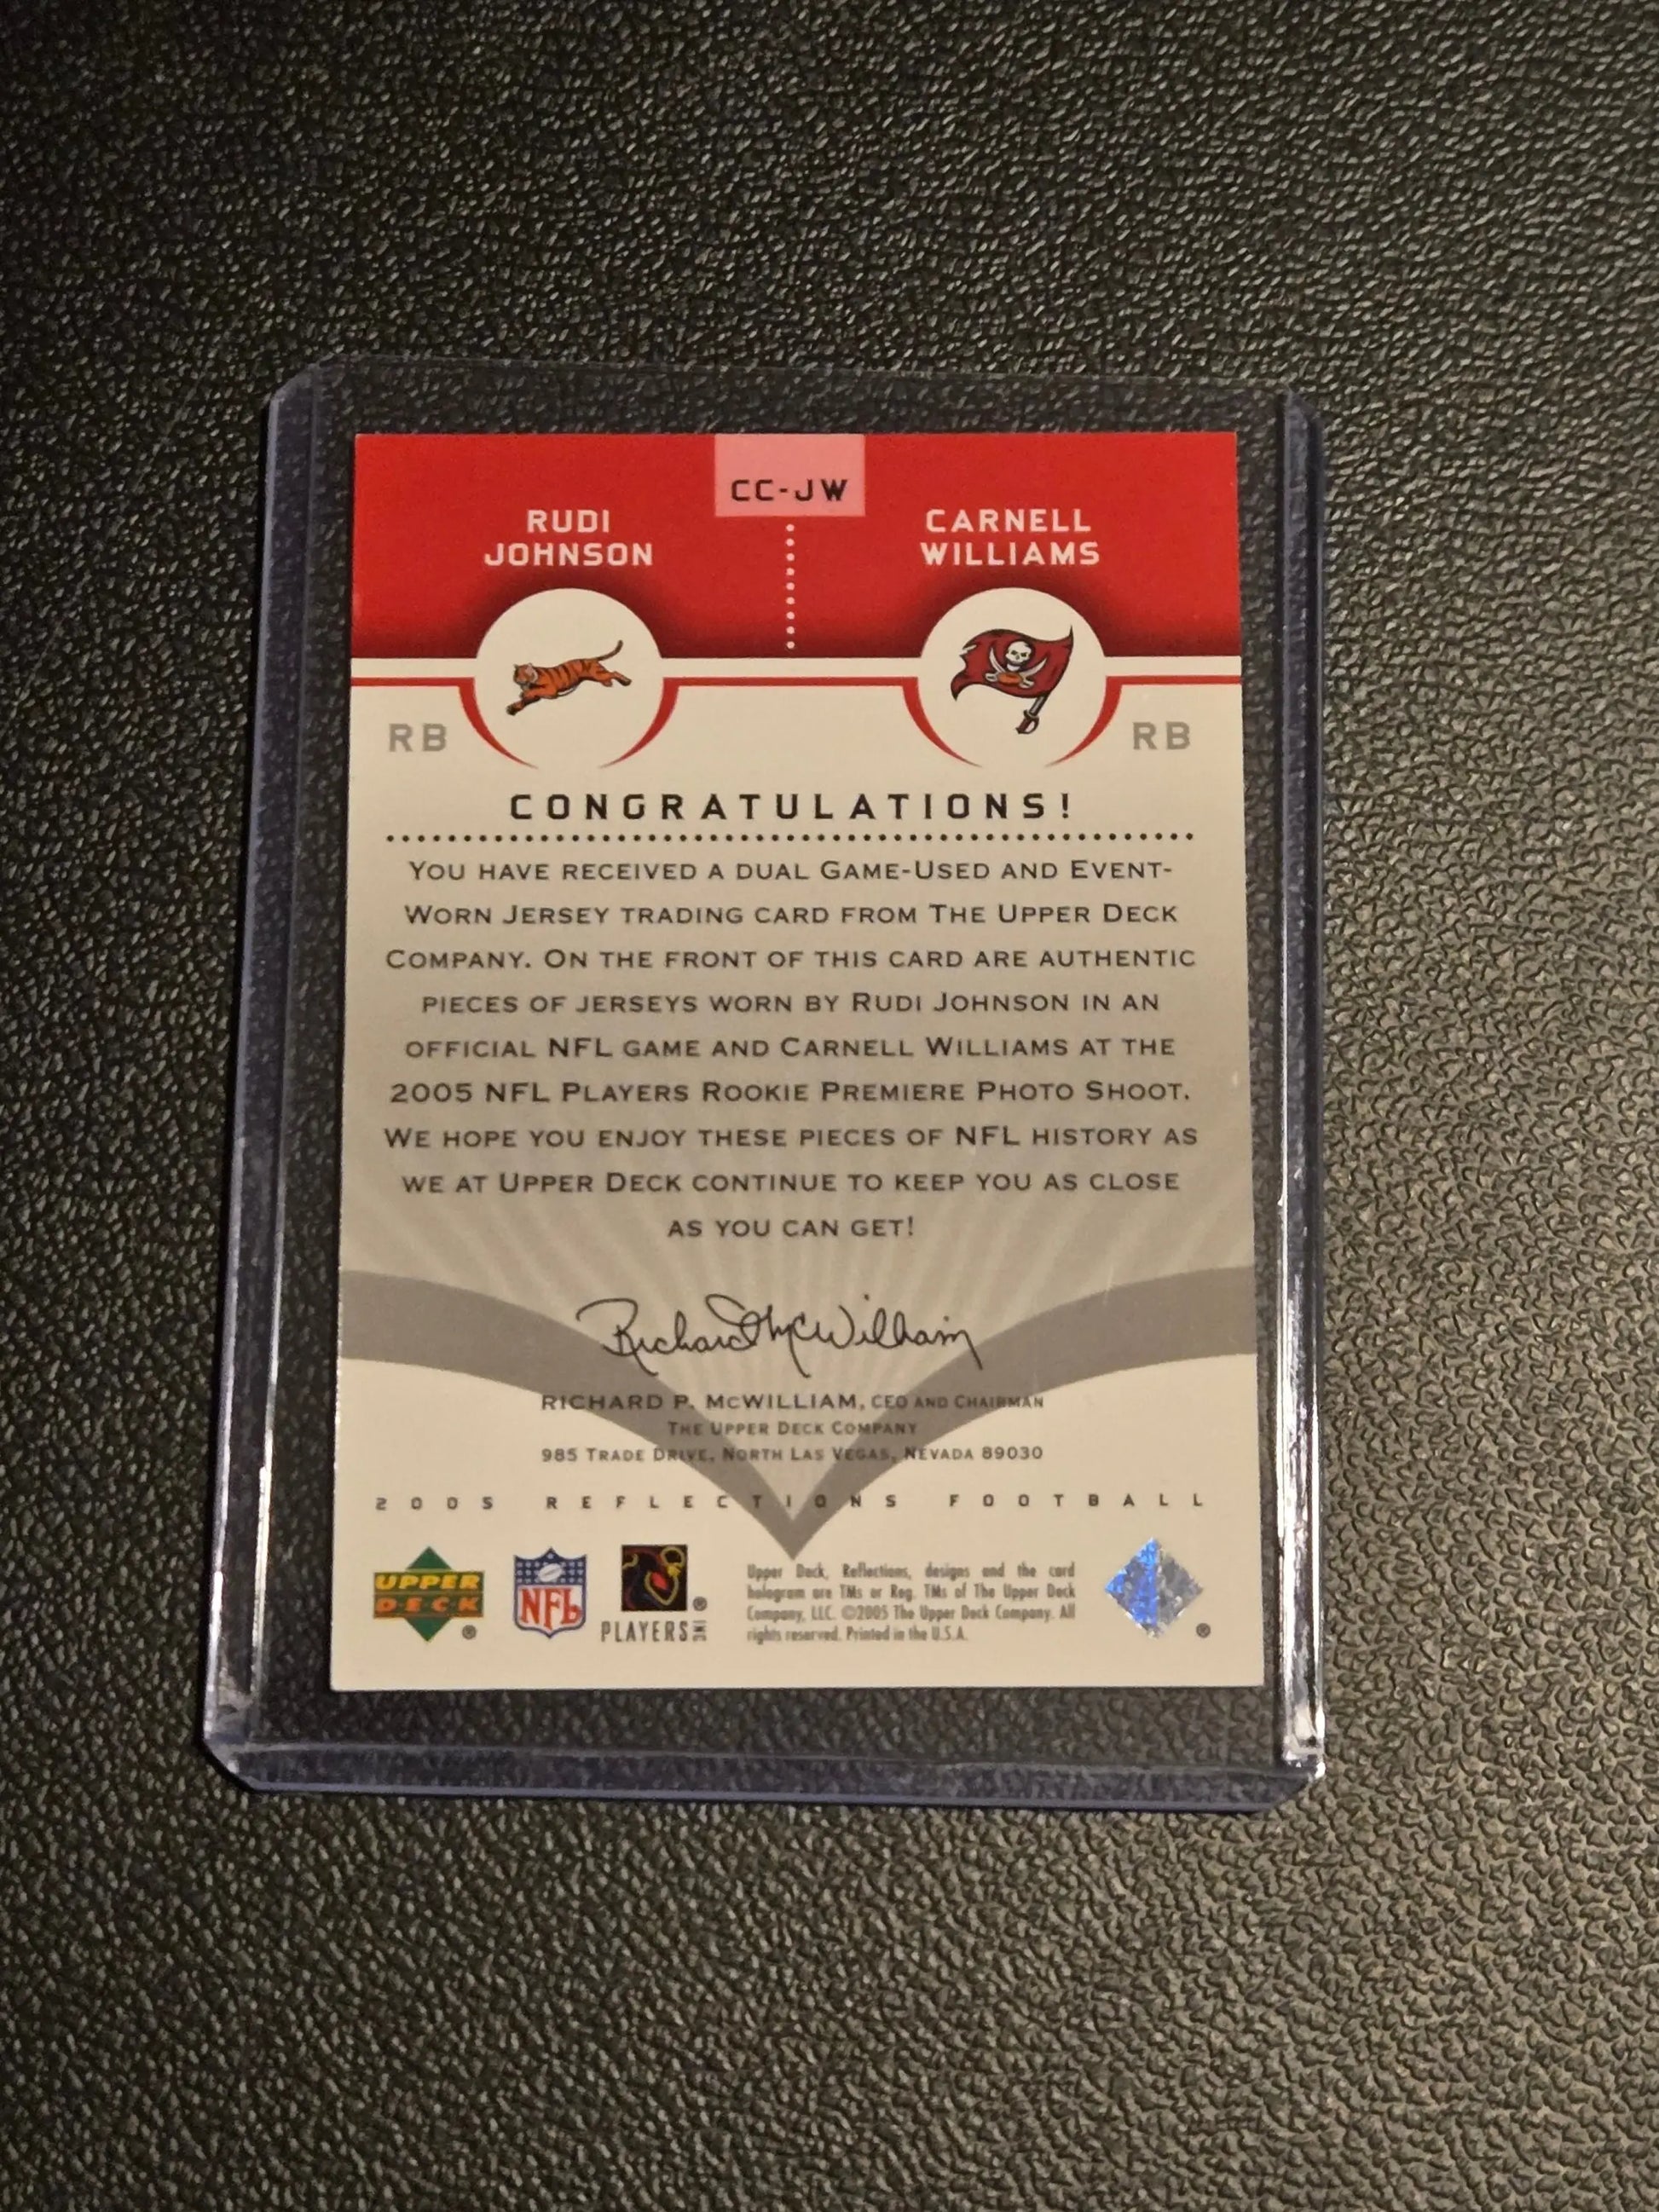 CC-JW
RUDI
JOHNSON
CARNELL
WILLIAMS
RB
RB
CONGRATULATIONS!
YOU HAVE RECEIVED A DUAL GAME-USED AND EVENT-
WORN JERSEY TRADING CARD FROM THE UPPER DECK
COMPANY. ON THE FRONT OF THIS CARD ARE AUTHENTIC
PIECES OF JERSEYS WORN BY RUDI JOHNSON IN AN
OFFICIAL NFL GAME AND CARNELL WILLIAMS AT THE
2005 NFL PLAYERS ROOKIE PREMIERE PHOTO SHOOT.
WE HOPE YOU ENJOY THESE PIECES OF NFL HISTORY AS
WE AT UPPER DECK CONTINUE TO KEEP YOU AS CLOSE
AS YOU CAN GET!
Richard McWilliam
RICHARD P. McWILLIAM, CEO AND CHAIRMAN
THE UPPER DECK COMPANY
985 TRADE DRIVE, NORTH LAS VEGAS, NEVADA 89030
2005 REFLECTIONS FOOTBALL
UPPER
DECK ®
NFL
PLAYERS INC ®
Upper Deck, Reflections, designs and the card
hologram are TMs or Reg. TMs of The Upper Deck
Company, LLC. ©2005 The Upper Deck Company. All
rights reserved. Printed in the U.S.A.
®